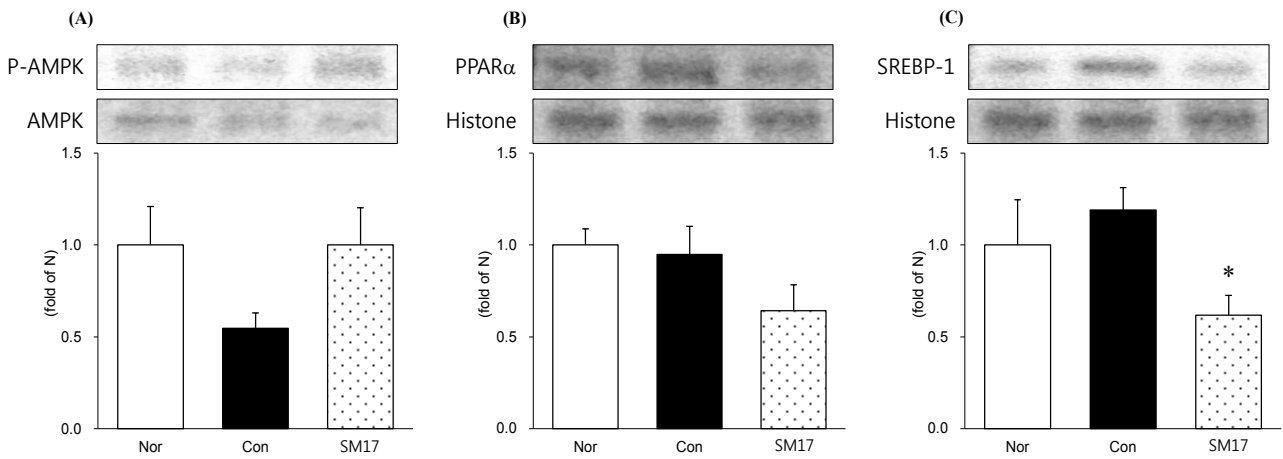 (A)
P-AMPK
AMPK
1.5
1.0
0.5
0.0
(fold of N)
Nor Con SM17
(B)
PPARα
Histone
1.5
1.0
0.5
0.0
(fold of N)
Nor Con SM17
(C)
SREBP-1
Histone
1.5
1.0
0.5
0.0
(fold of N)
*
Nor Con SM17